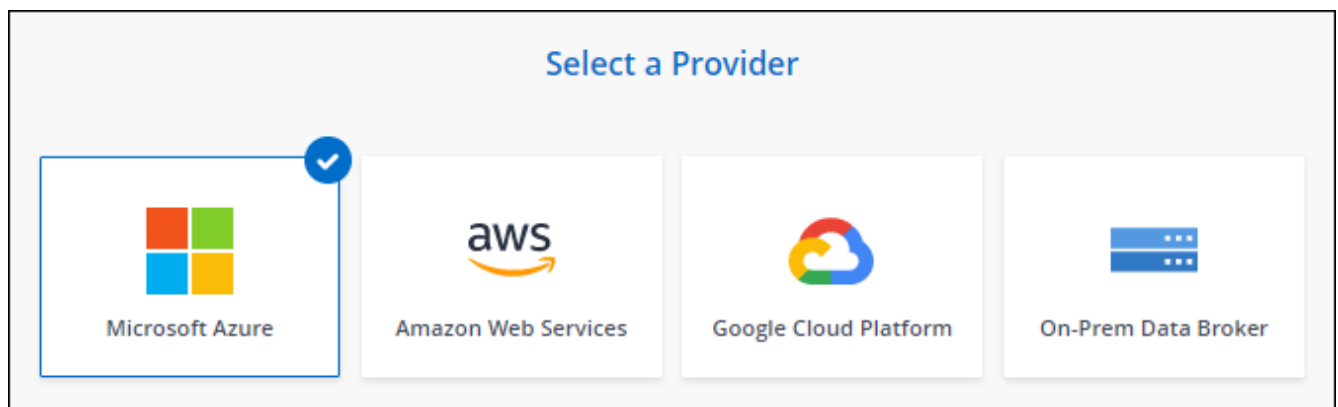 Select a Provider
aws
Microsoft Azure
Amazon Web Services
Google Cloud Platform
On-Prem Data Broker